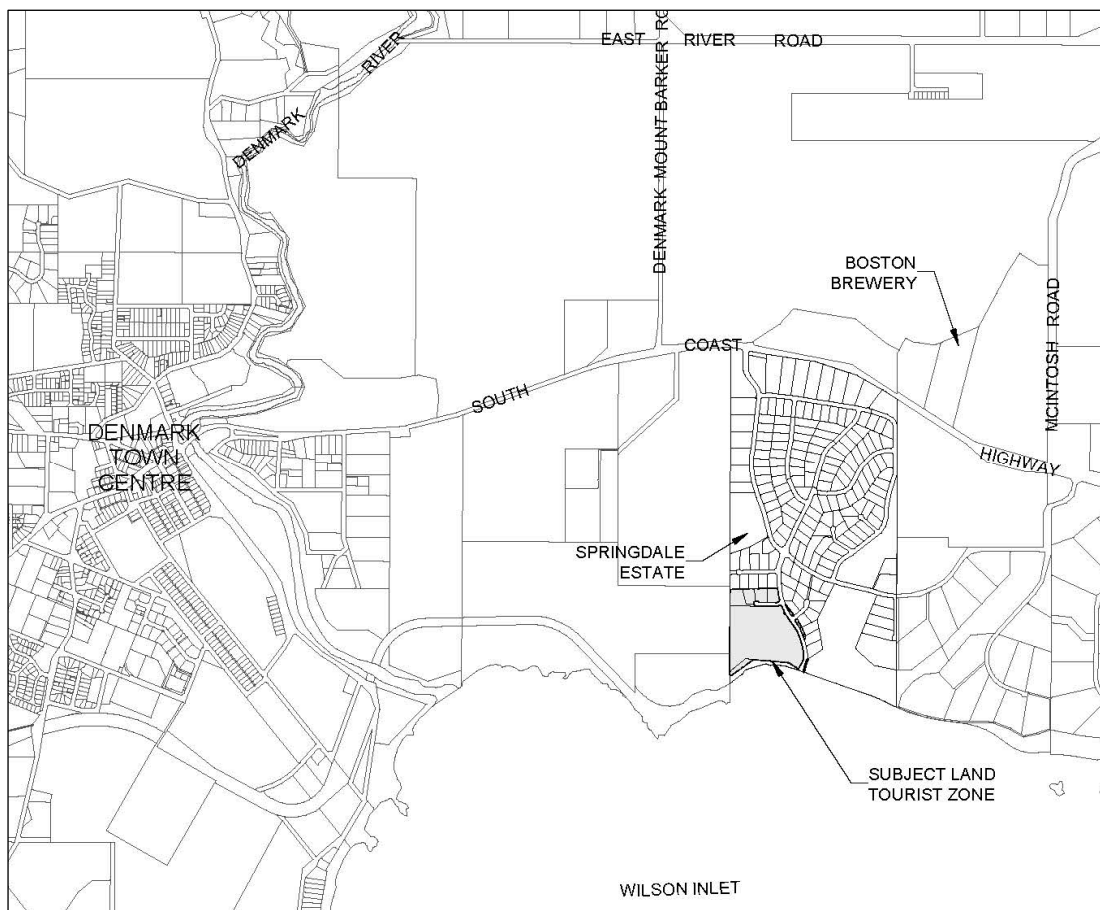 EAST RIVER ROAD
DENMARK RIVER
DENMARK MOUNT BARKER RO
BOSTON
BREWERY
MCINTOSH ROAD
SOUTH COAST HIGHWAY
DENMARK
TOWN
CENTRE
SPRINGDALE
ESTATE
SUBJECT LAND
TOURIST ZONE
WILSON INLET